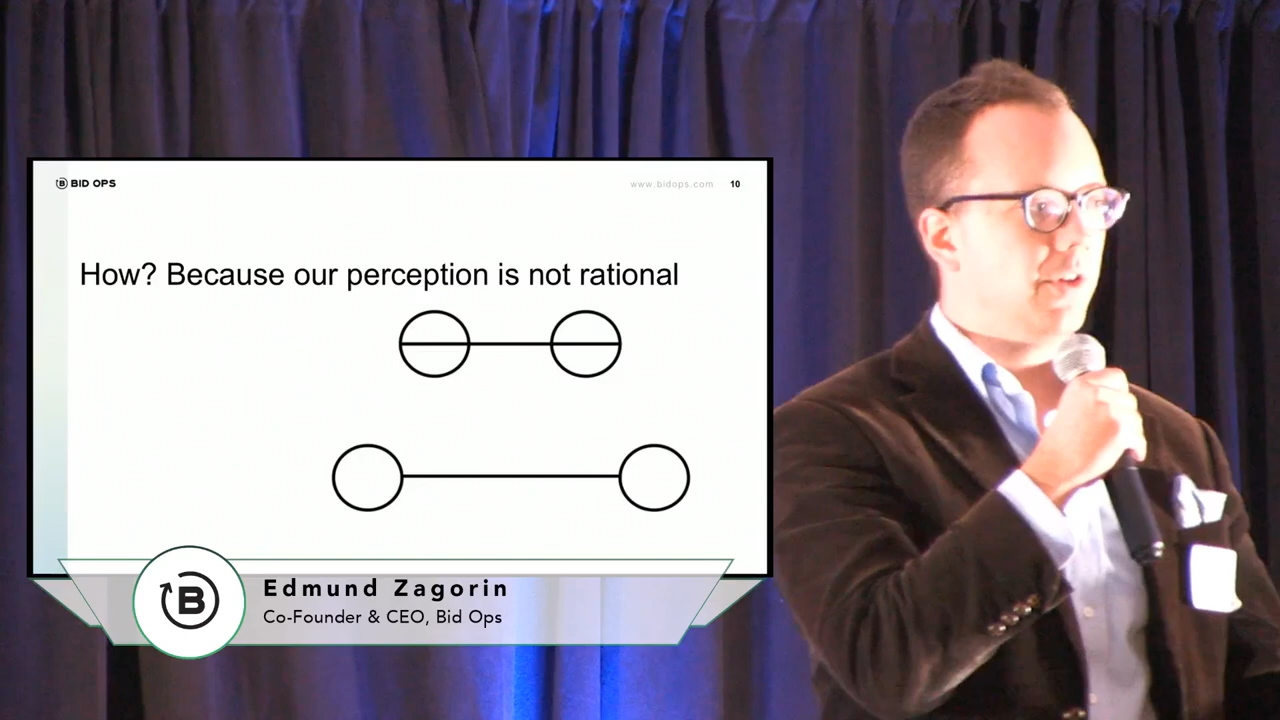 BID OPS
www.bidops.com 10
How? Because our perception is not rational
B
Edmund Zagorin
Co-Founder & CEO, Bid Ops